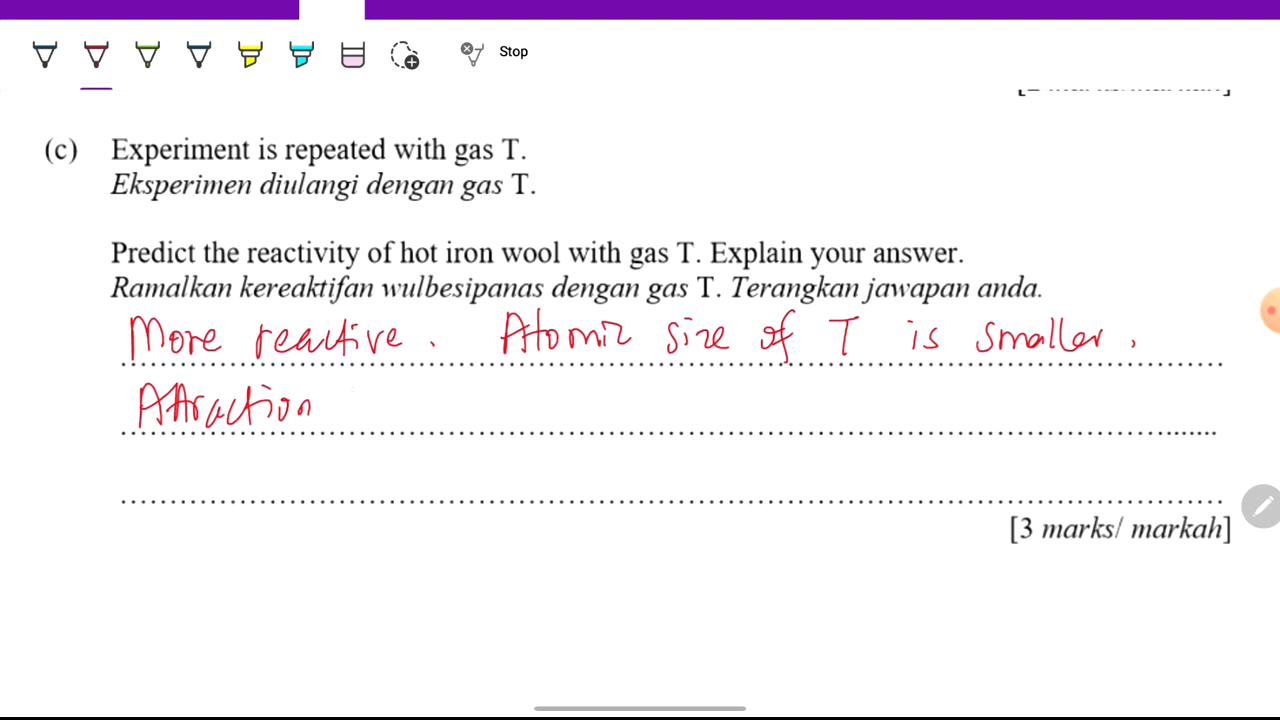 Stop
(c) Experiment is repeated with gas T.
Eksperimen diulangi dengan gas T.
Predict the reactivity of hot iron wool with gas T. Explain your answer.
Ramalkan kereaktifan wulbesipanas dengan gas T. Terangkan jawapan anda.
More reactive. Atomic size of T is smaller.
Attraction
[3 marks/ markah]